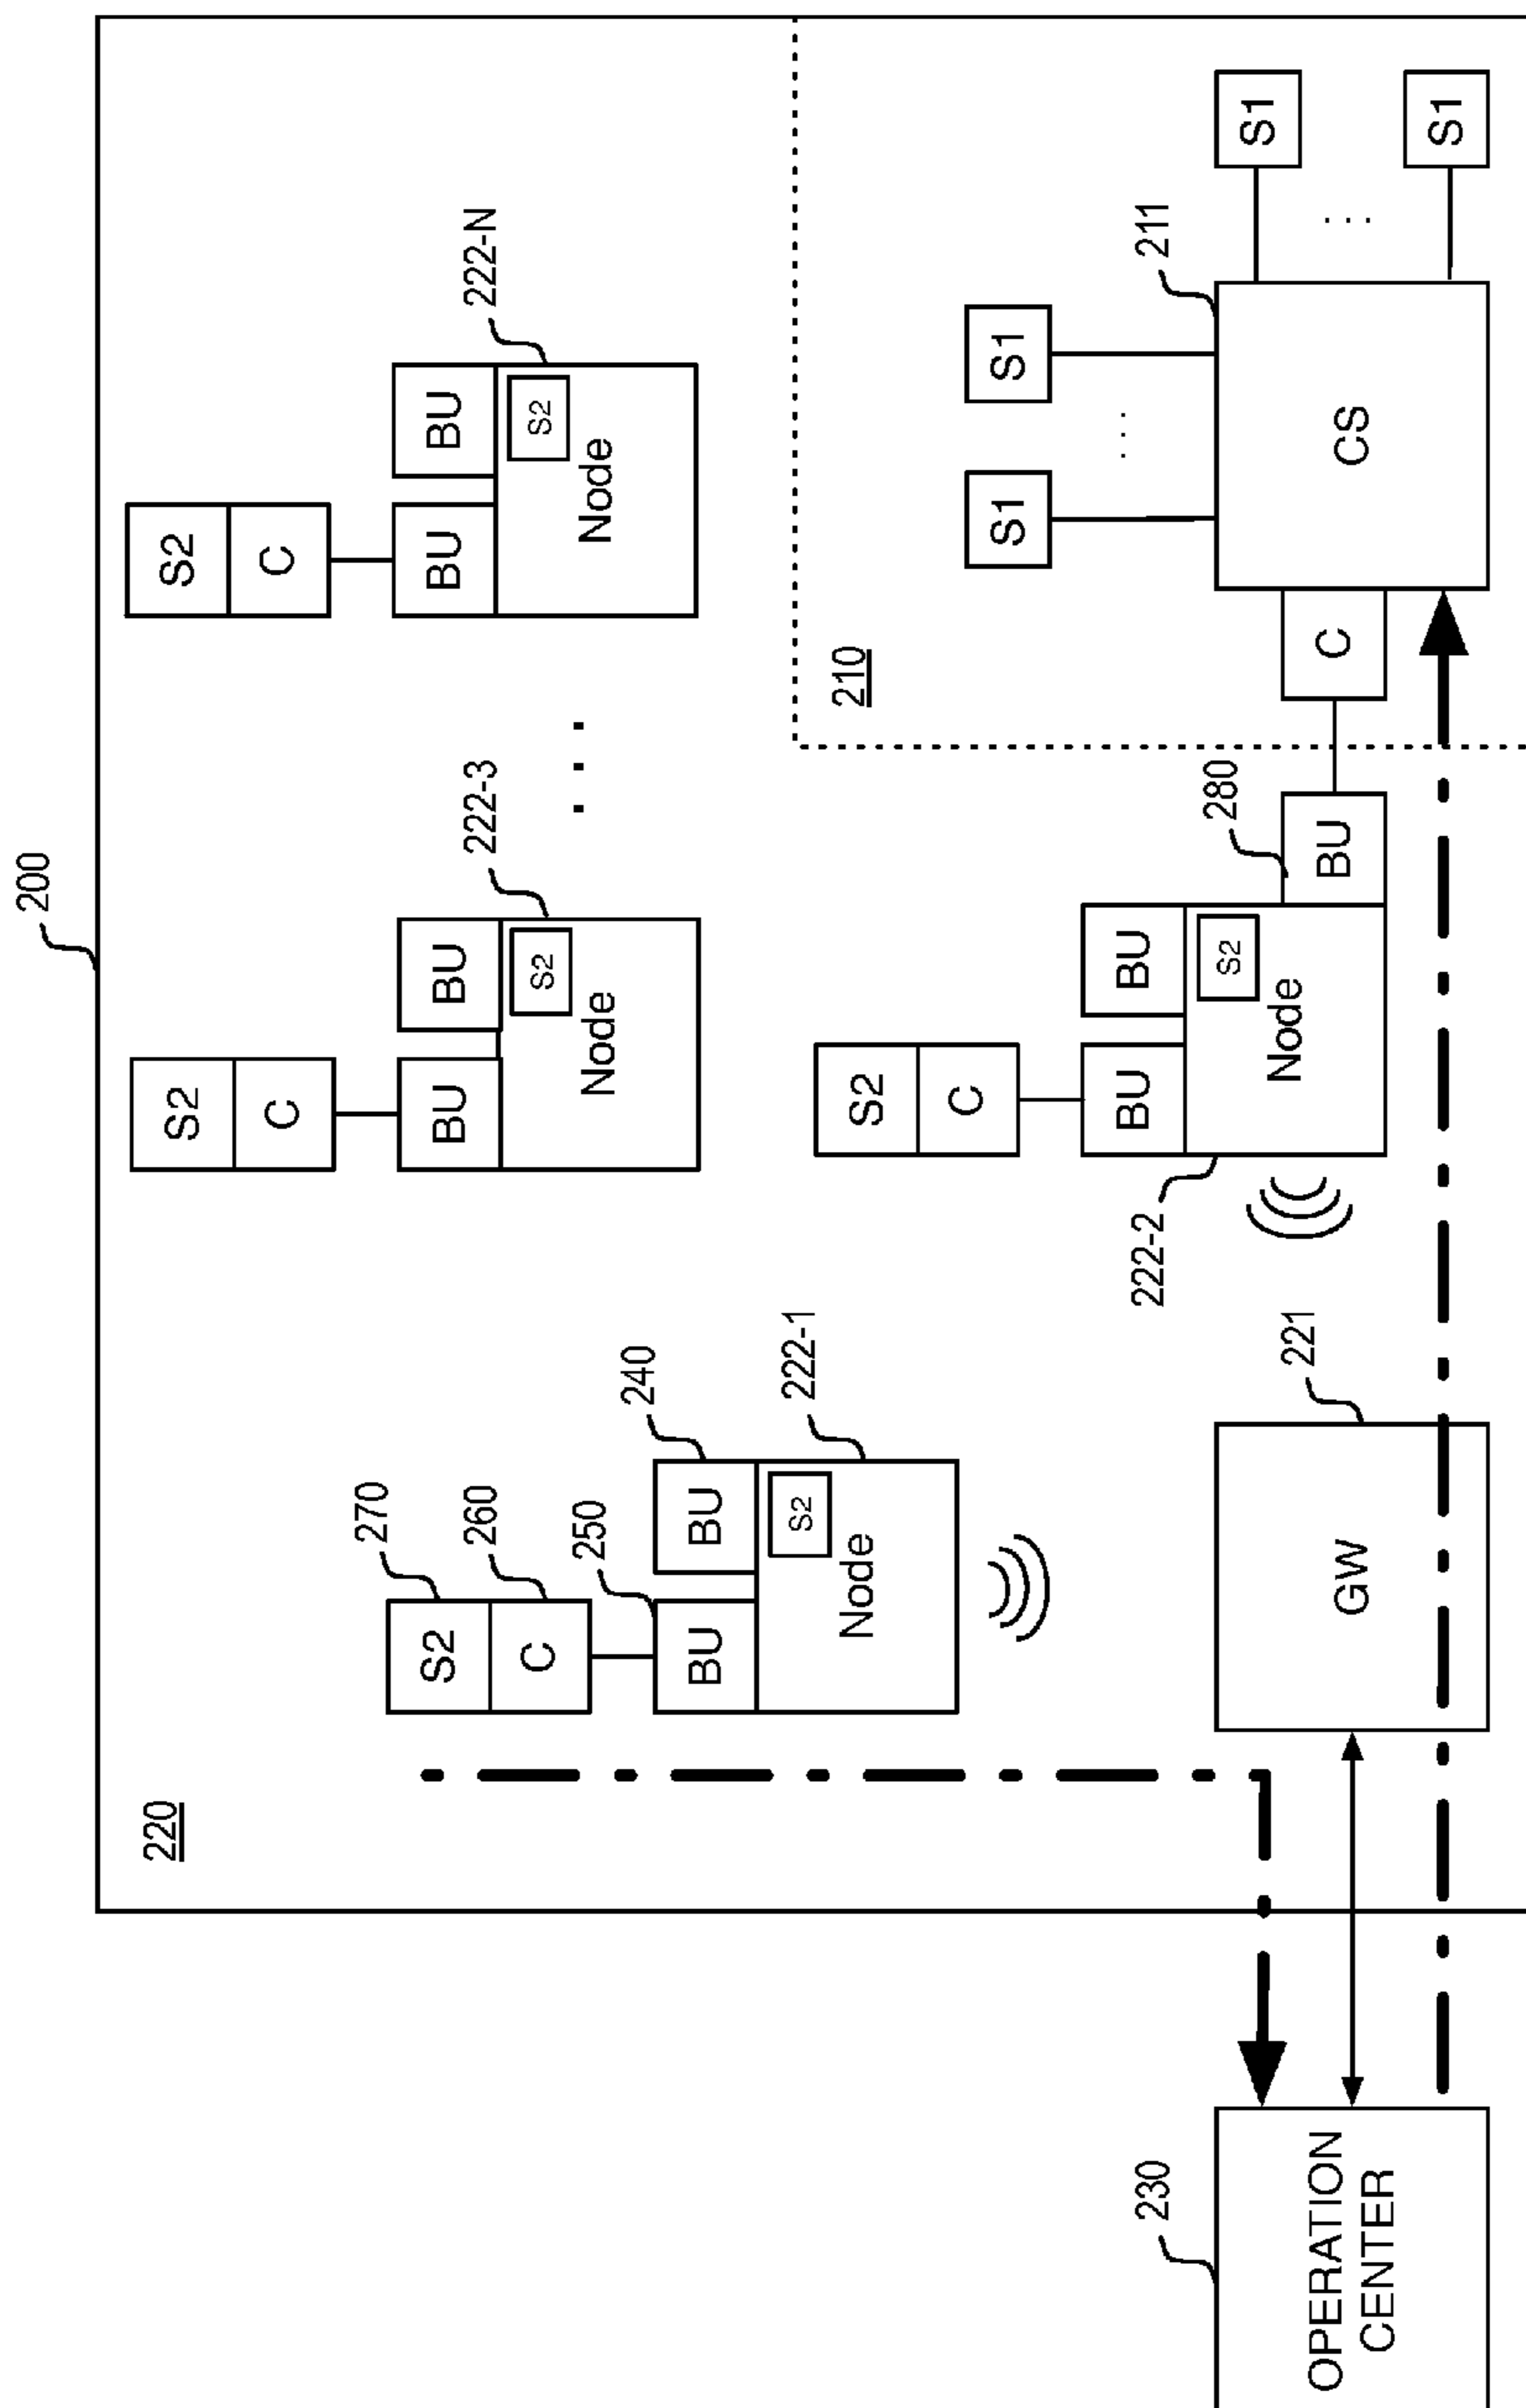 200
220
S2
C
270
260
250
BU
BU
240
S2
Node
222-1
S2
C
BU
BU
222-3
S2
Node
. . .
S2
C
BU
BU
222-N
S2
Node
230
OPERATION
CENTER
221
GW
222-2
S2
C
BU
BU
S2
Node
280
BU
210
C
211
CS
S1
. . .
S1
S1
. . .
S1